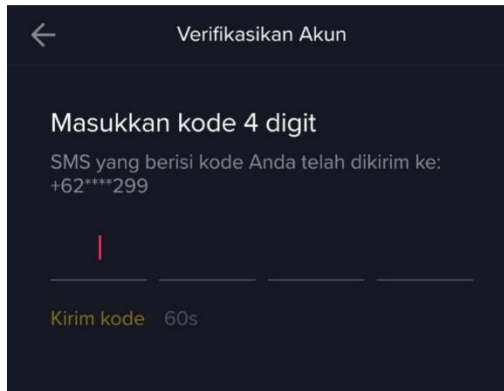 Verifikasikan Akun
Masukkan kode 4 digit
SMS yang berisi kode Anda telah dikirim ke:
+62****299
Kirim kode 60s